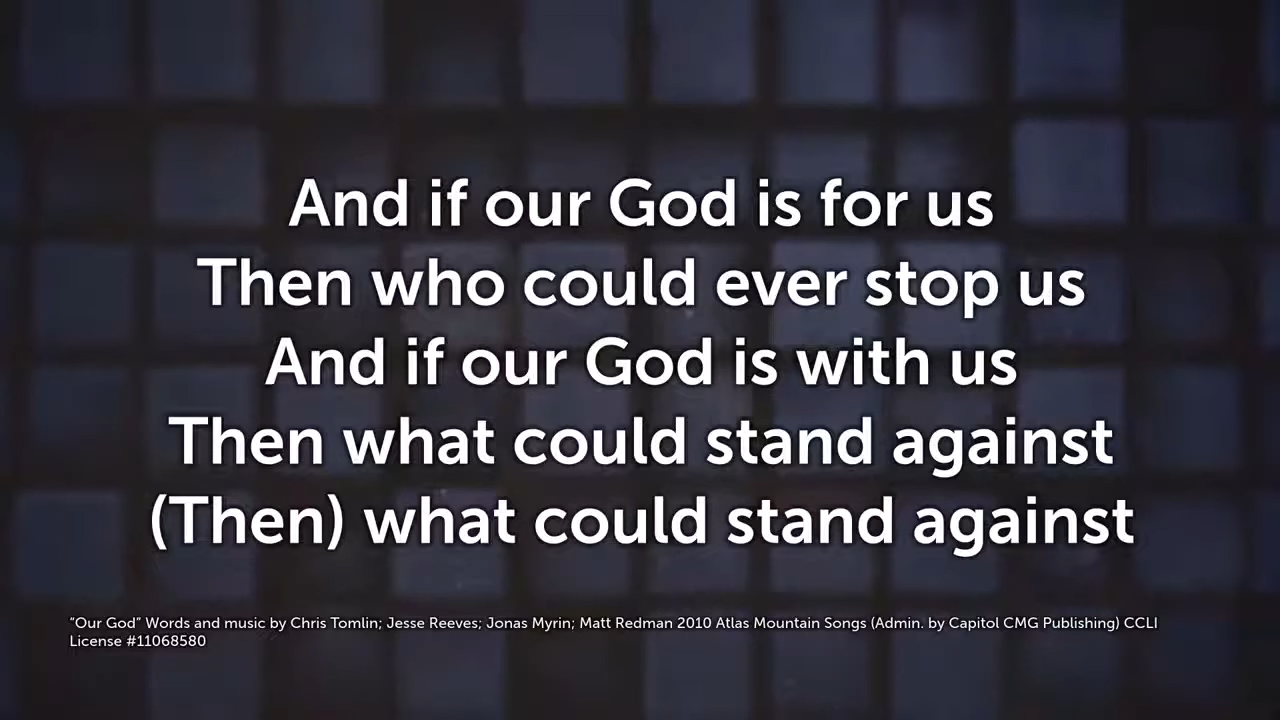 And if our God is for us
Then who could ever stop us
And if our God is with us
Then what could stand against
(Then) what could stand against
“Our God” Words and music by Chris Tomlin; Jesse Reeves; Jonas Myrin; Matt Redman 2010 Atlas Mountain Songs (Admin. by Capitol CMG Publishing) CCLI
License #11068580